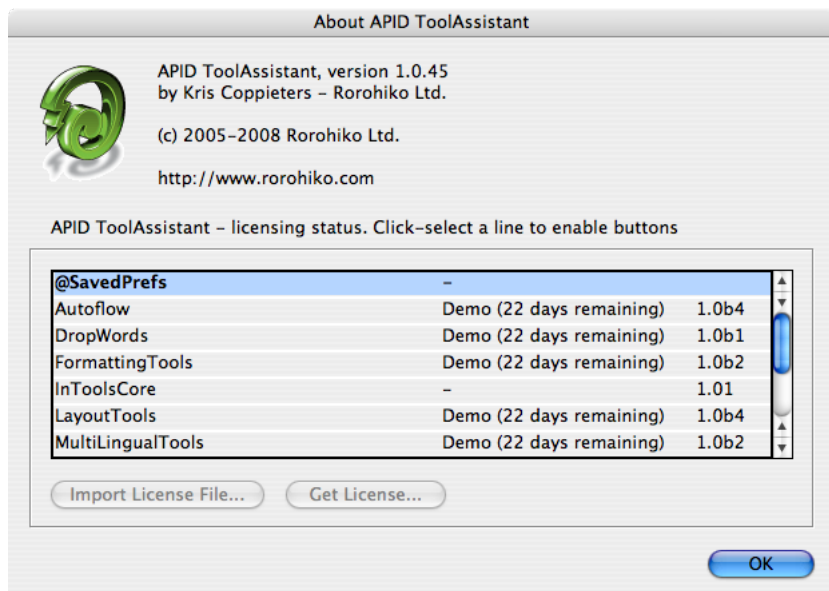 About APID ToolAssistant
APID ToolAssistant, version 1.0.45
by Kris Coppieters – Rorohiko Ltd.
(c) 2005–2008 Rorohiko Ltd.
http://www.rorohiko.com
APID ToolAssistant – licensing status. Click–select a line to enable buttons
@SavedPrefs –
Autoflow Demo (22 days remaining) 1.0b4
DropWords Demo (22 days remaining) 1.0b1
FormattingTools Demo (22 days remaining) 1.0b2
InToolsCore – 1.01
LayoutTools Demo (22 days remaining) 1.0b4
MultiLingualTools Demo (22 days remaining) 1.0b2
Import License File... Get License...
OK